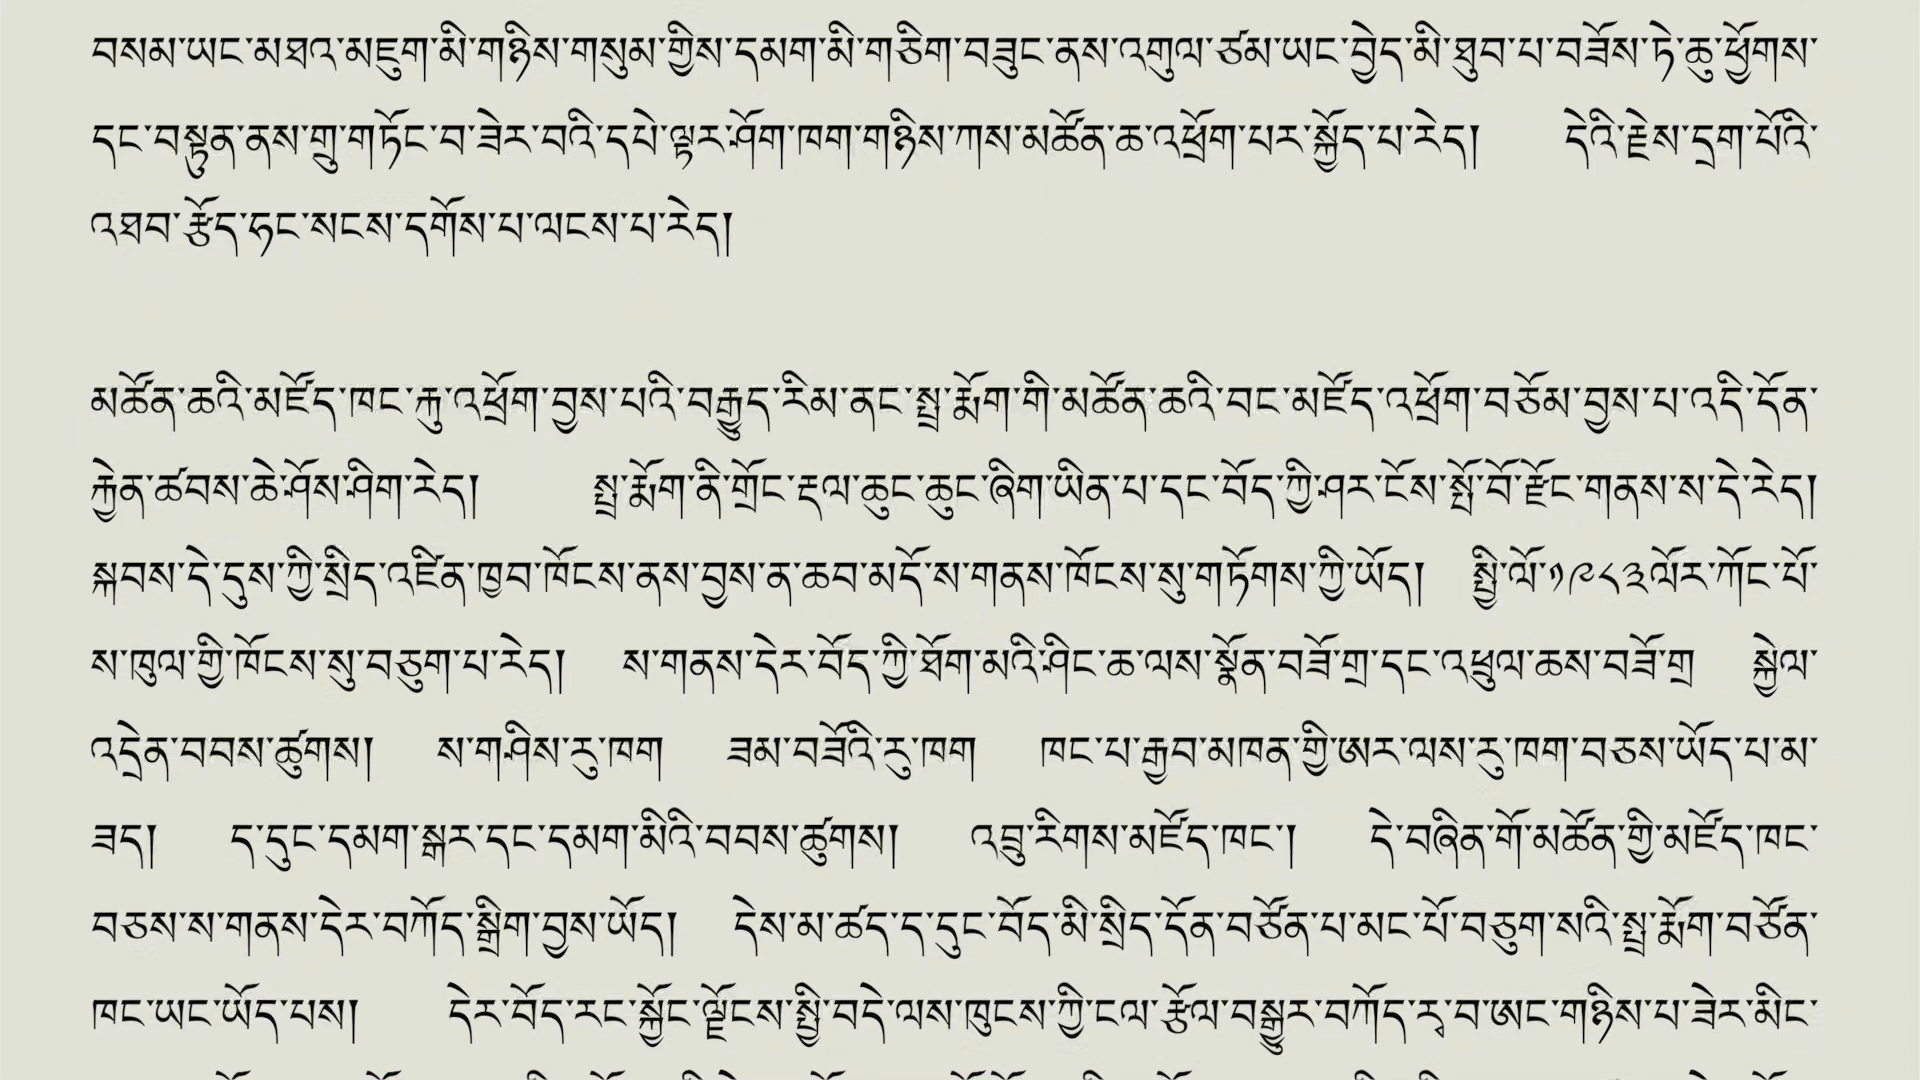 བསམ་ཡང་མཐའ་མཇུག་མི་གཉིས་གསུམ་གྱིས་དམག་མི་གཅིག་བཟུང་ནས་འགུལ་ཙམ་ཡང་བྱེད་མི་ཐུབ་པ་བཟོས་ཏེ་ཆུ་ཕྱོགས་
དང་བསྟུན་ནས་གྲུ་གཏོང་བ་ཟེར་བའི་དཔེ་ལྟར་ཤོག་ཁག་གཉིས་ཀས་མཚོན་ཆ་འཕྲོག་པར་སྐྱོད་པ་རེད། དེའི་རྗེས་དྲག་པོའི་
འཐབ་རྩོད་ཧང་སངས་དགོས་པ་ལངས་པ་རེད།
མཚོན་ཆའི་མཛོད་ཁང་རྐུ་འཕྲོག་བྱས་པའི་བརྒྱུད་རིམ་ནང་སྤྲ་རྨོག་གི་མཚོན་ཆའི་བང་མཛོད་འཕྲོག་བཅོམ་བྱས་པ་འདི་དོན་
རྐྱེན་ཚབས་ཆེ་ཤོས་ཤིག་རེད། སྤྲ་རྨོག་ནི་གྲོང་རྡལ་ཆུང་ཆུང་ཞིག་ཡིན་པ་དང་བོད་ཀྱི་ཤར་ངོས་སྤོ་བོ་རྫོང་གནས་ས་དེ་རེད།
སྐབས་དེ་དུས་ཀྱི་སྲིད་འཛིན་ཁྱབ་ཁོངས་ནས་བྱས་ན་ཆབ་མདོ་ས་གནས་ཁོངས་སུ་གཏོགས་ཀྱི་ཡོད། སྤྱི་ལོ་༡༩༨༣ལོར་ཀོང་པོ་
ས་ཁུལ་གྱི་ཁོངས་སུ་བཅུག་པ་རེད། ས་གནས་དེར་བོད་ཀྱི་ཐོག་མའི་ཤིང་ཆ་ལས་སྣོན་བཟོ་གྲ་དང་འཕྲུལ་ཆས་བཟོ་གྲ སྐྱེལ་
འདྲེན་བབས་ཚུགས། ས་གཤིས་རུ་ཁག ཟམ་བཟོའི་རུ་ཁག ཁང་པ་རྒྱབ་མཁན་གྱི་ཨར་ལས་རུ་ཁག་བཅས་ཡོད་པ་མ་
ཟད། ད་དུང་དམག་སྒར་དང་དམག་མིའི་བབས་ཚུགས། འབྲུ་རིགས་མཛོད་ཁང་། དེ་བཞིན་གོ་མཚོན་གྱི་མཛོད་ཁང་
བཅས་ས་གནས་དེར་བཀོད་སྒྲིག་བྱས་ཡོད། དེས་མ་ཚད་ད་དུང་བོད་མི་སྲིད་དོན་བཙོན་པ་མང་པོ་བཅུག་སའི་སྤྲ་རྨོག་བཙོན་
ཁང་ཡང་ཡོད་པས། དེར་བོད་རང་སྐྱོང་ལྗོངས་སྤྱི་བདེ་ལས་ཁུངས་ཀྱི་ངལ་རྩོལ་བསྒྱུར་བཀོད་རྭ་བ་ཨང་གཉིས་པ་ཟེར་མིང་